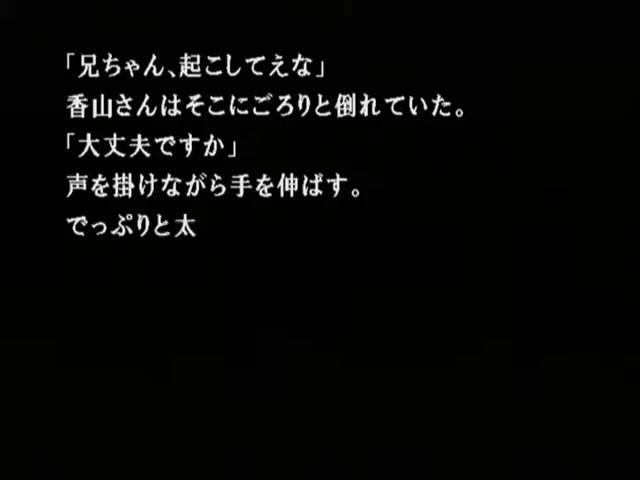 「兄ちゃん、起こしてえな」
香山さんはそこにごろりと倒れていた。
「大丈夫ですか」
声を掛けながら手を伸ばす。
でっぷりと太